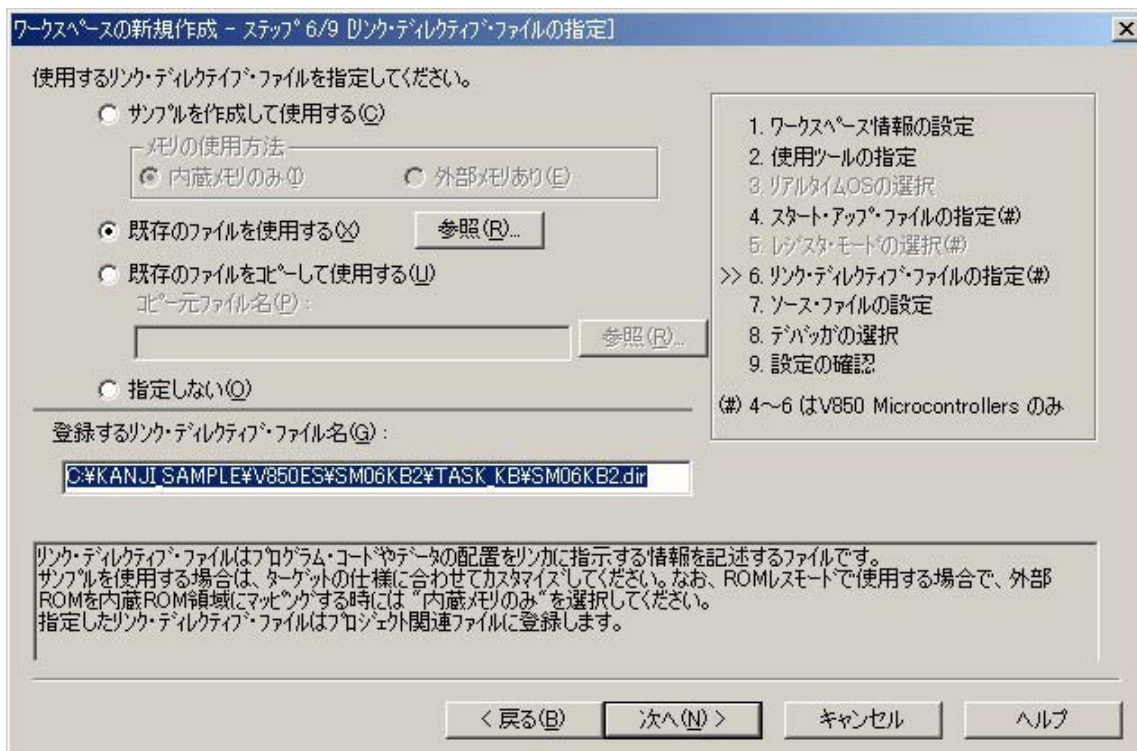 ワークスペースの新規作成 - ステップ 6/9 [リンク・ディレクティブ・ファイルの指定]
使用するリンク・ディレクティブ・ファイルを指定してください。
サンプルを作成して使用する(C)
メモリの使用方法
内蔵メモリのみ(I)
外部メモリあり(E)
既存のファイルを使用する(X)
参照(R)...
既存のファイルをコピーして使用する(U)
コピー元ファイル名(P) :
参照(R)...
指定しない(O)
1. ワークスペース情報の設定
2. 使用ツールの指定
3. リアルタイムOSの選択
4. スタート・アップ・ファイルの指定(#)
5. レジスタ・モードの選択(#)
>> 6. リンク・ディレクティブ・ファイルの指定(#)
7. ソース・ファイルの設定
8. デバッガの選択
9. 設定の確認
(#) 4~6 はV850 Microcontrollers のみ
登録するリンク・ディレクティブ・ファイル名(G) :
C:¥KANJI_SAMPLE¥V850ES¥SM06KB2¥TASK_KB¥SM06KB2.dir
リンク・ディレクティブ・ファイルはプログラム・コードやデータの配置をリンカに指示する情報を記述するファイルです。
サンプルを使用する場合は、ターゲットの仕様に合わせてカスタマイズしてください。なお、ROMレスモードで使用する場合で、外部
ROMを内蔵ROM領域にマッピングする時には "内蔵メモリのみ"を選択してください。
指定したリンク・ディレクティブ・ファイルはプロジェクト関連ファイルに登録します。
< 戻る(B)
次へ(N) >
キャンセル
ヘルプ